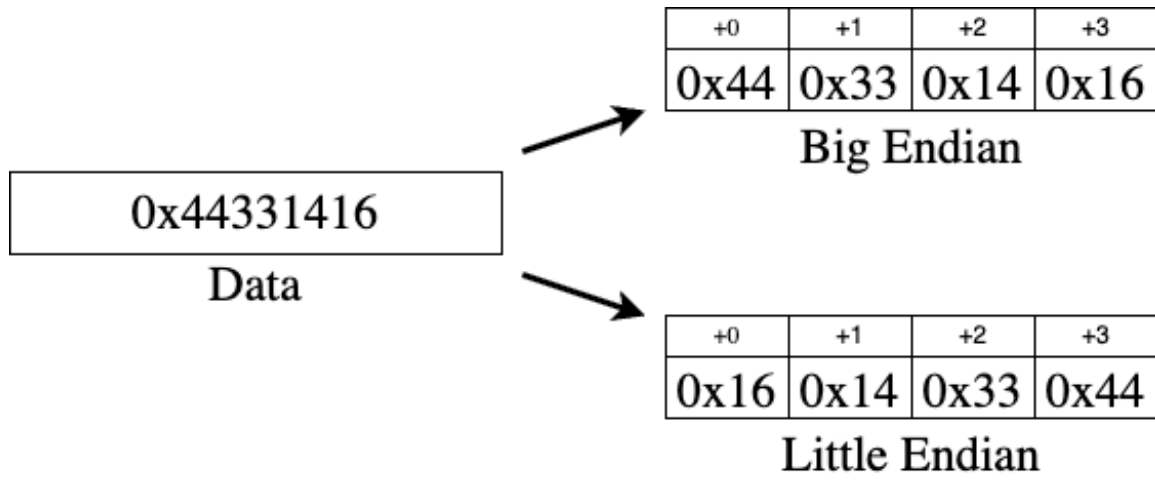 +0 +1 +2 +3
0x44 0x33 0x14 0x16
Big Endian
0x44331416
Data
+0 +1 +2 +3
0x16 0x14 0x33 0x44
Little Endian